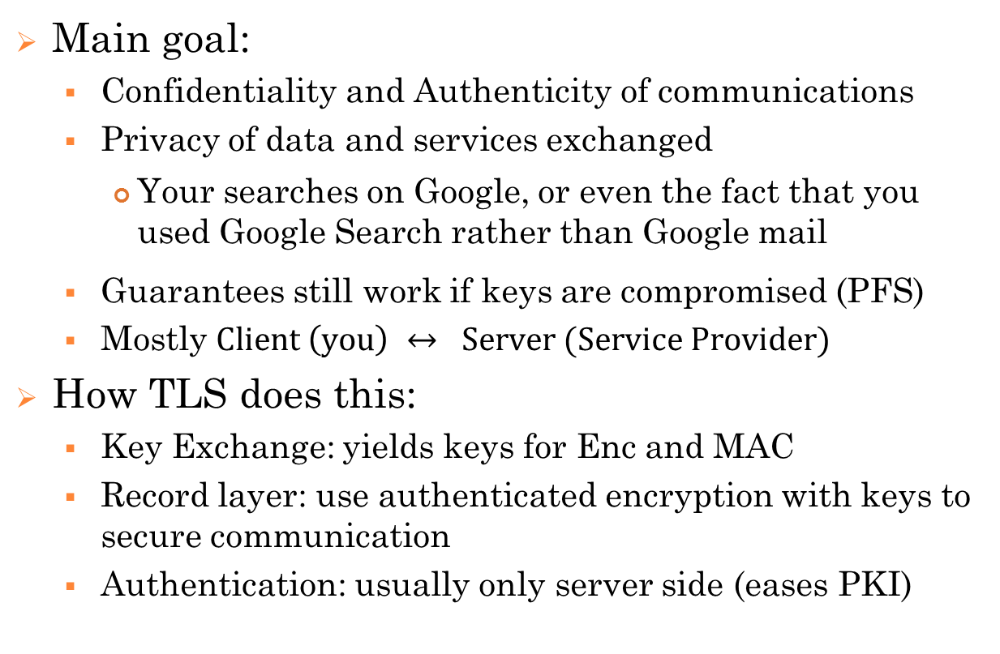 Main goal:
Confidentiality and Authenticity of communications
Privacy of data and services exchanged
Your searches on Google, or even the fact that you
used Google Search rather than Google mail
Guarantees still work if keys are compromised (PFS)
Mostly Client (you) ↔ Server (Service Provider)
How TLS does this:
Key Exchange: yields keys for Enc and MAC
Record layer: use authenticated encryption with keys to
secure communication
Authentication: usually only server side (eases PKI)